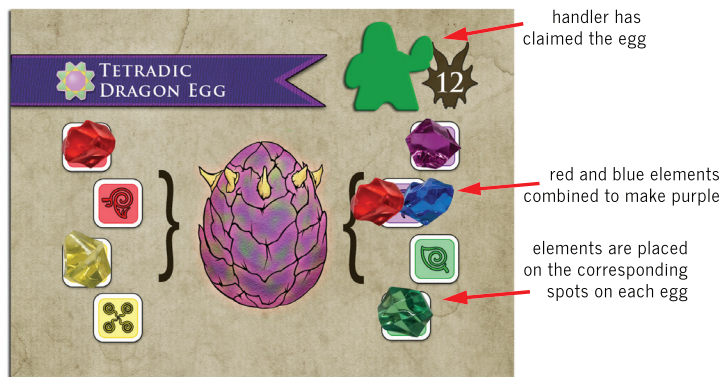 handler has
claimed the egg
TETRADIC
DRAGON EGG
12
red and blue elements
combined to make purple
elements are placed
on the corresponding
spots on each egg